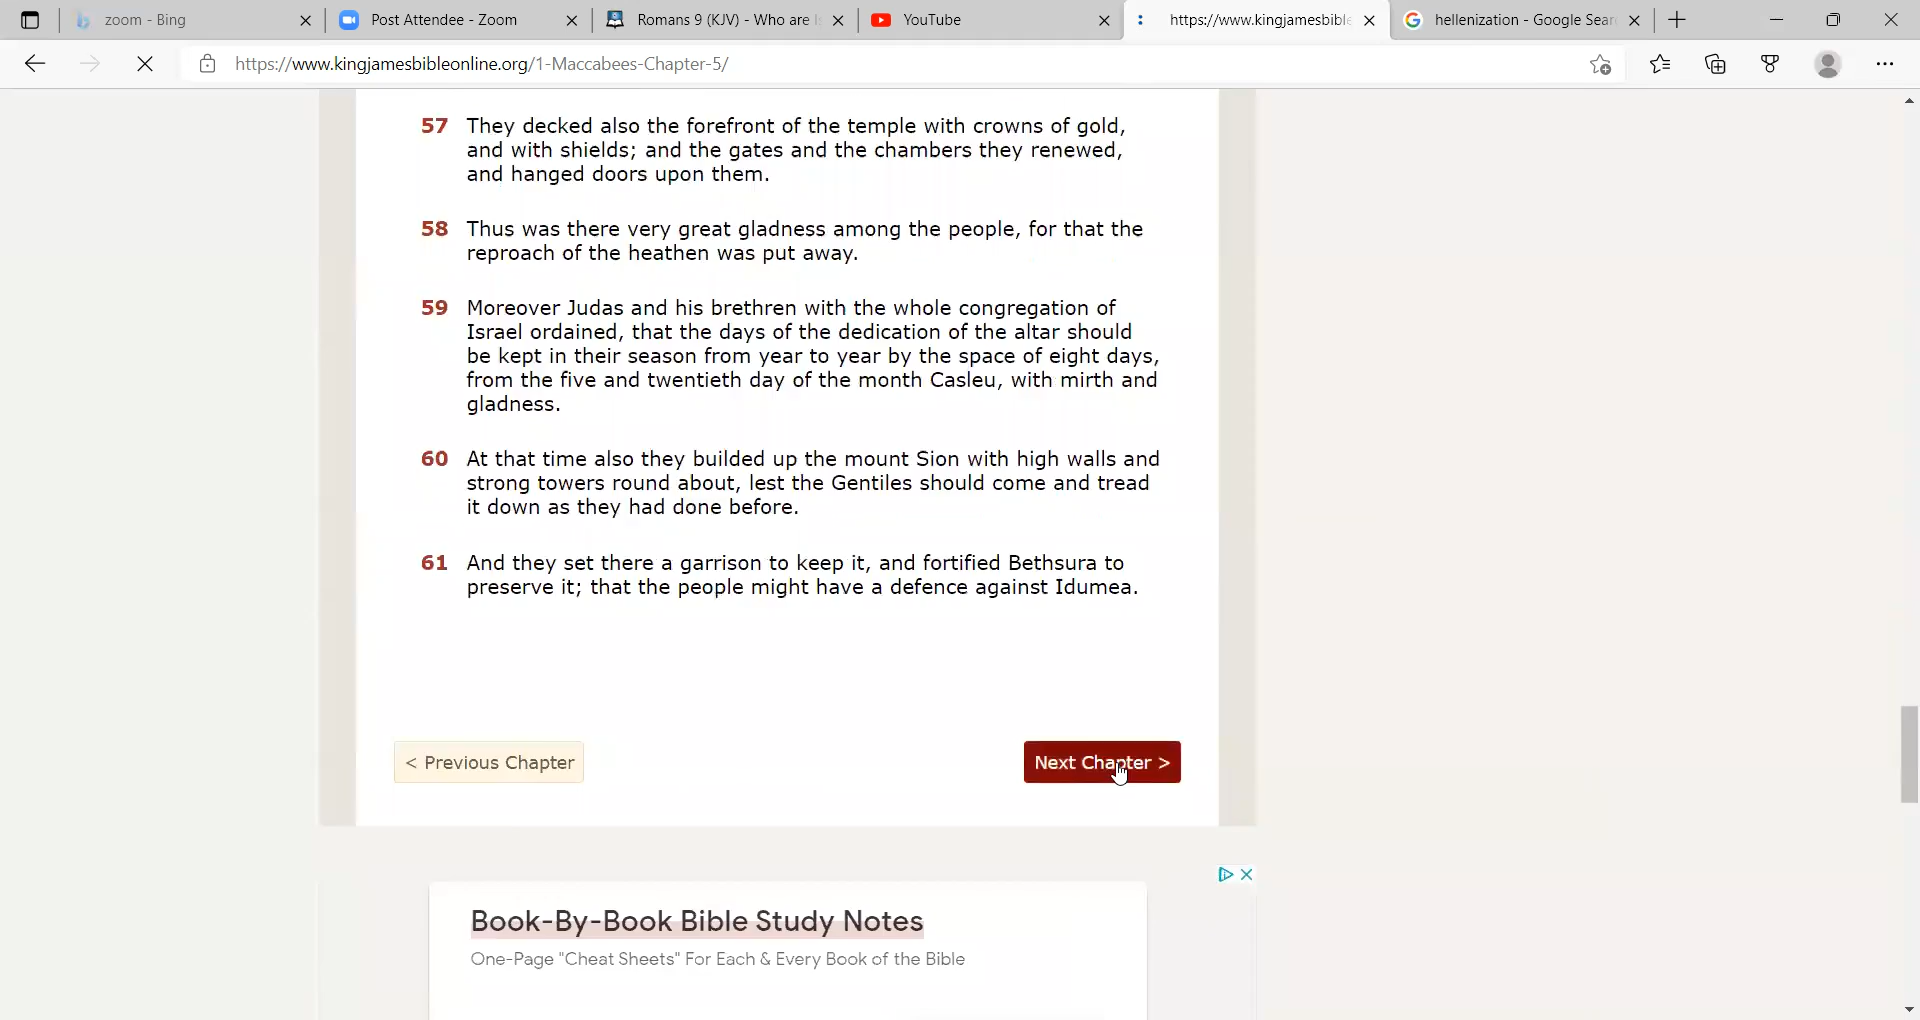 zoom - Bing
Post Attendee - Zoom
Romans 9 (KJV) - Who are
YouTube
https://www.kingjamesbible
hellenization - Google Sear
https://www.kingjamesbibleonline.org/1-Maccabees-Chapter-5/
57 They decked also the forefront of the temple with crowns of gold,
and with shields; and the gates and the chambers they renewed,
and hanged doors upon them.
58 Thus was there very great gladness among the people, for that the
reproach of the heathen was put away.
59 Moreover Judas and his brethren with the whole congregation of
Israel ordained, that the days of the dedication of the altar should
be kept in their season from year to year by the space of eight days,
from the five and twentieth day of the month Casleu, with mirth and
gladness.
60 At that time also they builded up the mount Sion with high walls and
strong towers round about, lest the Gentiles should come and tread
it down as they had done before.
61 And they set there a garrison to keep it, and fortified Bethsura to
preserve it; that the people might have a defence against Idumea.
< Previous Chapter
Next Chapter >
Book-By-Book Bible Study Notes
One-Page "Cheat Sheets" For Each & Every Book of the Bible